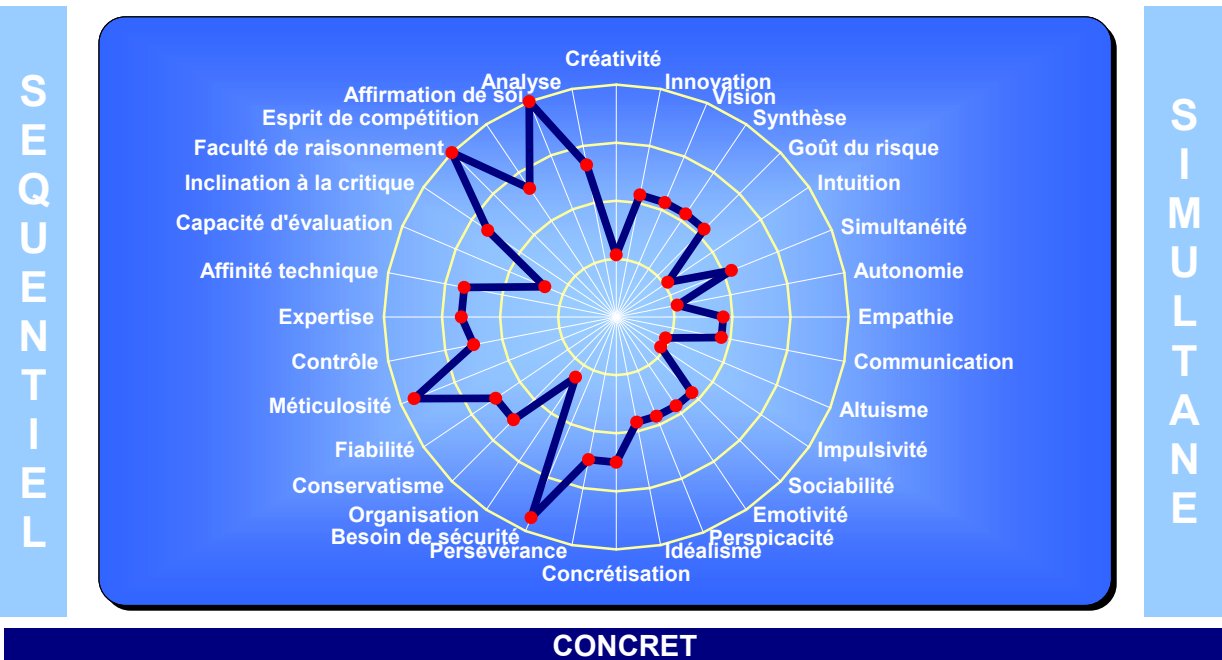 SEQUENTIEL
Créativité
Innovation
Vision
Synthèse
Goût du risque
Intuition
Simultanéité
Autonomie
Empathie
Communication
Altuisme
Impulsivité
Sociabilité
Emotivité
Perspicacité
Idéalisme
Concrétisation
Persévérance
Besoin de sécurité
Organisation
Conservatisme
Fiabilité
Méticulosité
Contrôle
Expertise
Affinité technique
Capacité d'évaluation
Inclination à la critique
Faculté de raisonnement
Esprit de compétition
Affirmation de soi
Analyse
SIMULTANE
CONCRET